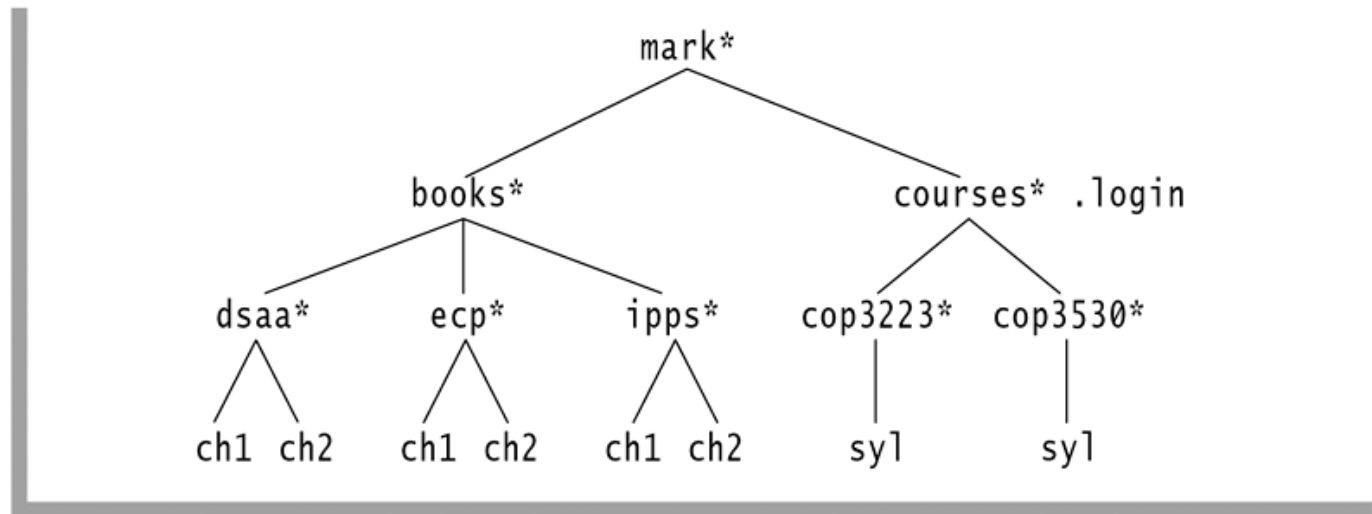 mark*
books* courses* .login
dsaa* ecp* ipps* cop3223* cop3530*
ch1 ch2 ch1 ch2 ch1 ch2 syl syl